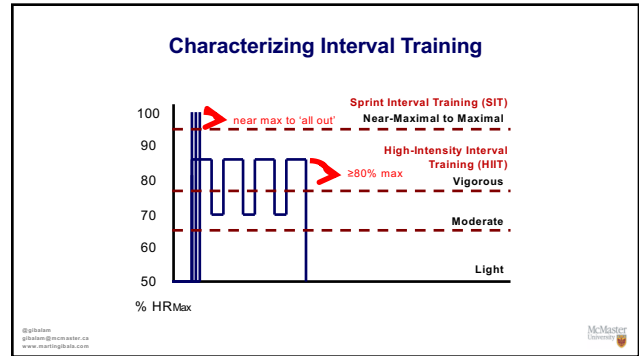 Characterizing Interval Training
Sprint Interval Training (SIT)
100
near max to 'all out'
Near-Maximal to Maximal
90
High-Intensity Interval
Training (HIIT)
≥80% max
80
Vigorous
70
Moderate
60
Light
50
% HRMax
@gibalam
gibalam@mcmaster.ca
www.martingibala.com
McMaster
University